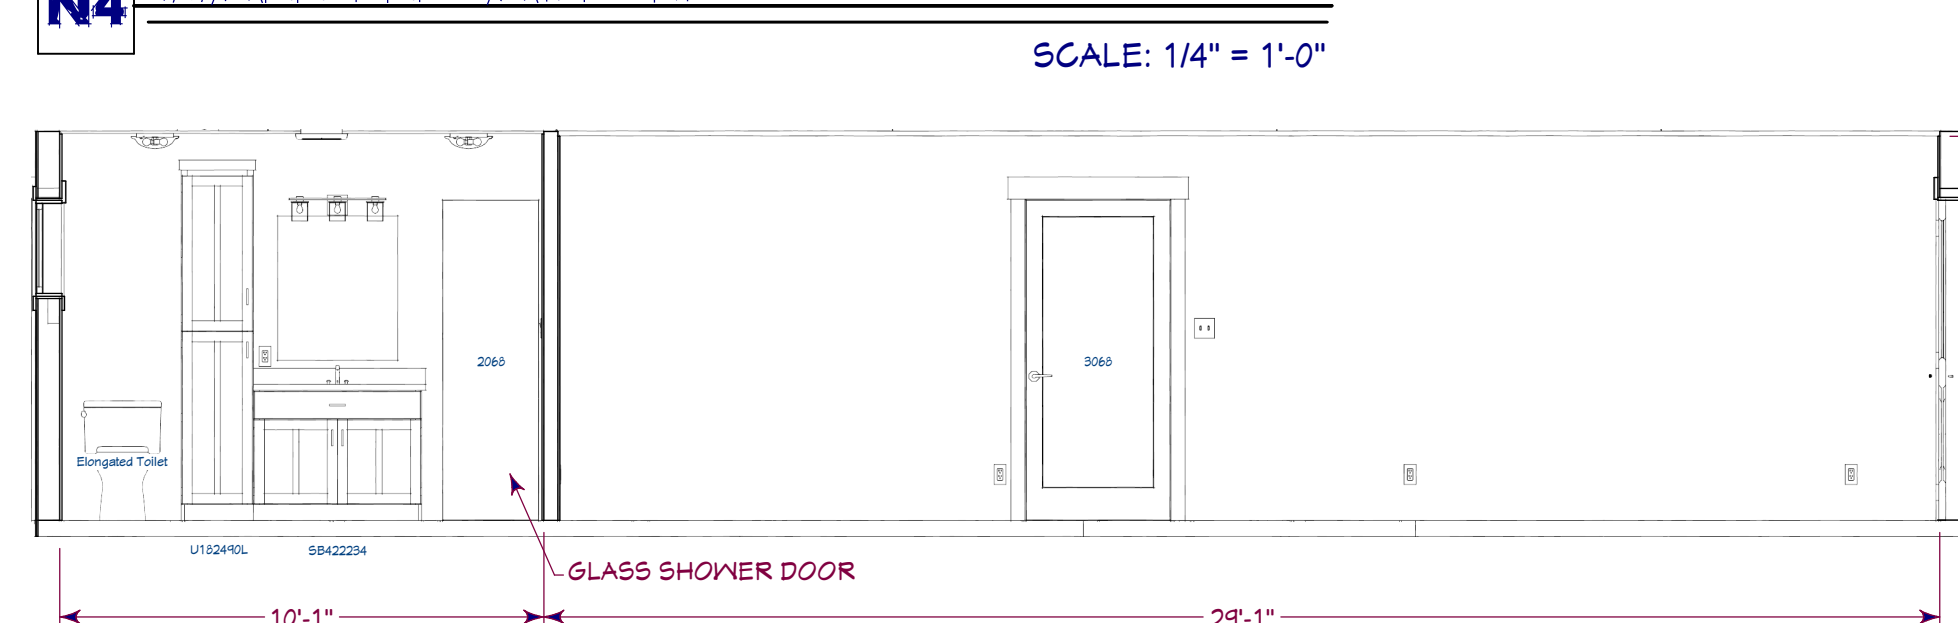 N4
SCALE: 1/4" = 1'-0"
2068
3068
Elongated Toilet
U182490L
SB422234
GLASS SHOWER DOOR
10'-1"
29'-1"